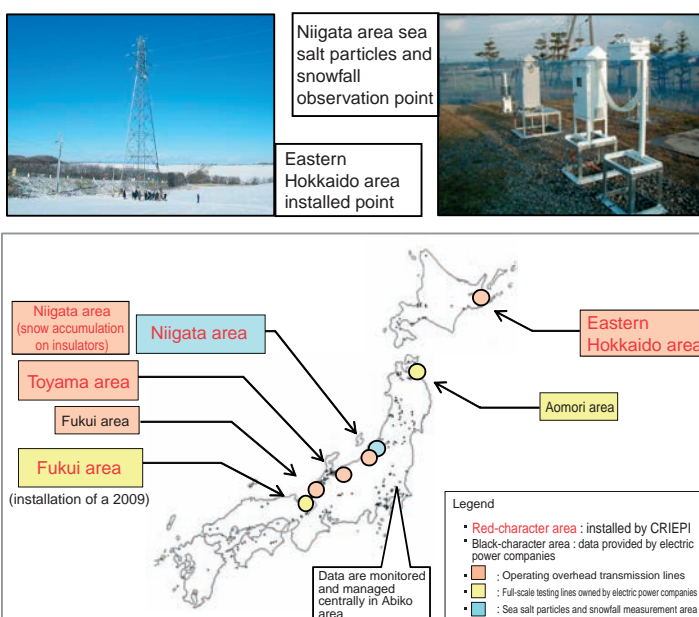 Niigata area sea
salt particles and
snowfall
observation point
Eastern
Hokkaido area
installed point
Niigata area
(snow accumulation
on insulators)
Niigata area
Toyama area
Fukui area
Fukui area
(installation of a 2009)
Eastern
Hokkaido area
Aomori area
Data are monitored
and managed
centrally in Abiko
area
Legend
• Red-character area : installed by CRIEPI
• Black-character area : data provided by electric
power companies
• : Operating overhead transmission lines
• : Full-scale testing lines owned by electric power companies
• : Sea salt particles and snowfall measurement area